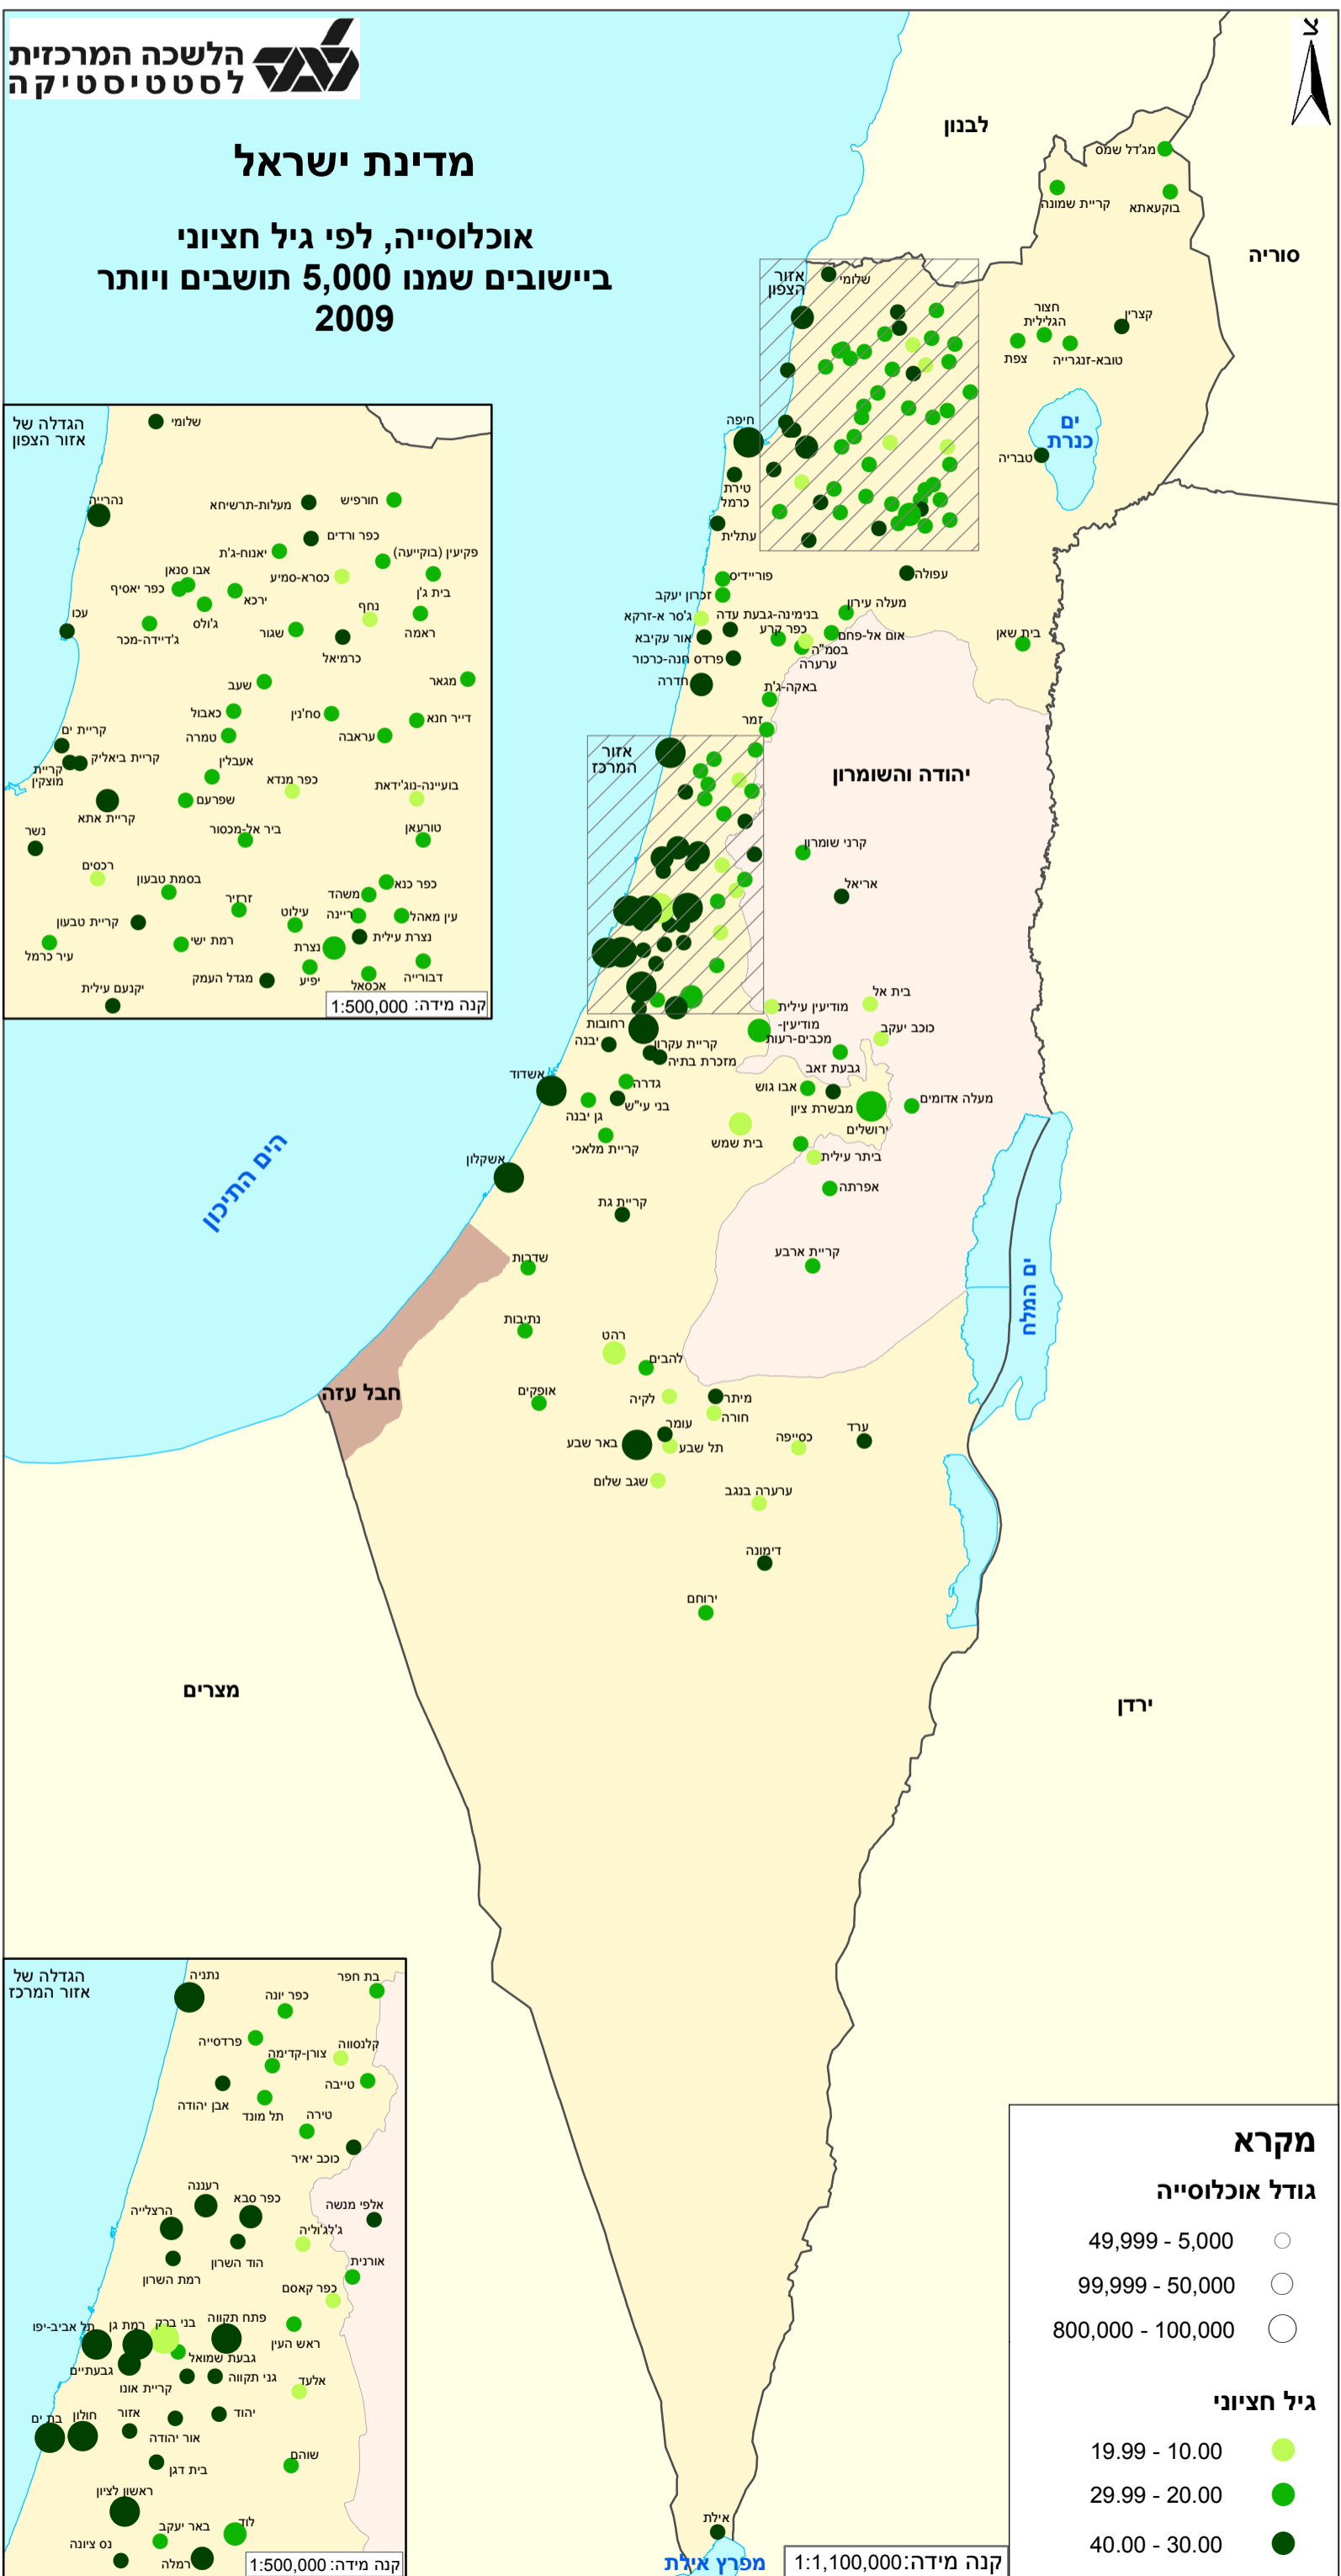 הלשכה המרכזית
לסטטיסטיקה
מדינת ישראל
אוכלוסייה, לפי גיל חציוני
ביישובים שמנו 5,000 תושבים ויותר
2009
צ
לבנון
סוריה
מג'דל שמס
קריית שמונה
בוקעאתא
אזור
הצפון
שלומי
חצור
הגלילית
קצרין
צפת
טובא-זנגרייה
ים
כנרת
טבריה
חיפה
טירת
כרמל
עתלית
עפולה
פוריידיס
זכרון יעקב
ג'סר א-זרקא
בנימינה-גבעת עדה
מעלה עירון
אור עקיבא
כפר קרע
אום אל-פחם
בסמ"ה
ערערה
בית שאן
פרדס חנה-כרכור
חדרה
באקה-ג'ת
זמר
אזור
המרכז
יהודה והשומרון
קרני שומרון
אריאל
מודיעין עילית
בית אל
מודיעין-
מכבים-רעות
כוכב יעקב
רחובות
יבנה
קריית עקרון
מזכרת בתיה
גבעת זאב
אשדוד
גדרה
אבו גוש
גן יבנה
בני עי"ש
מבשרת ציון
מעלה אדומים
ירושלים
קריית מלאכי
בית שמש
ביתר עילית
אשקלון
אפרתה
קריית גת
הים התיכון
שדרות
קריית ארבע
ים המלח
נתיבות
רהט
להבים
חבל עזה
אופקים
לקיה
מיתר
חורה
עומר
באר שבע
תל שבע
כסייפה
ערד
שגב שלום
ערערה בנגב
דימונה
ירוחם
מצרים
ירדן
אילת
מפרץ אילת
קנה מידה: 1:1,100,000
הגדלה של
אזור הצפון
שלומי
נהרייה
מעלות-תרשיחא
חורפיש
כפר ורדים
יאנוח-ג'ת
פקיעין (בוקייעה)
אבו סנאן
כסרא-סמיע
כפר יאסיף
ירכא
בית ג'ן
ג'ולס
נחף
עכו
ג'דיידה-מכר
שגור
ראמה
כרמיאל
שעב
מגאר
כאבול
סח'נין
דייר חנא
טמרה
עראבה
קריית ים
קריית ביאליק
קריית
מוצקין
אעבלין
כפר מנדא
בועיינה-נוג'ידאת
שפרעם
קריית אתא
ביר אל-מכסור
טורעאן
נשר
רכסים
בסמת טבעון
כפר כנא
משהד
זרזיר
עילוט
ריינה
עין מאהל
קריית טבעון
נצרת עילית
רמת ישי
נצרת
עיר כרמל
מגדל העמק
יפיע
אכסאל
דבורייה
יקנעם עילית
קנה מידה: 1:500,000
הגדלה של
אזור המרכז
נתניה
בת חפר
כפר יונה
פרדסייה
קלנסווה
צורן-קדימה
טייבה
אבן יהודה
תל מונד
טירה
כוכב יאיר
רעננה
כפר סבא
הרצלייה
אלפי מנשה
ג'לג'וליה
הוד השרון
רמת השרון
אורנית
כפר קאסם
תל אביב-יפו
רמת גן
בני ברק
פתח תקווה
ראש העין
גבעת שמואל
גבעתיים
גני תקווה
קריית אונו
אלעד
בת ים
חולון
אזור
יהוד
אור יהודה
בית דגן
שוהם
ראשון לציון
באר יעקב
לוד
נס ציונה
רמלה
קנה מידה: 1:500,000
מקרא
גודל אוכלוסייה
49,999 - 5,000
99,999 - 50,000
800,000 - 100,000
גיל חציוני
19.99 - 10.00
29.99 - 20.00
40.00 - 30.00